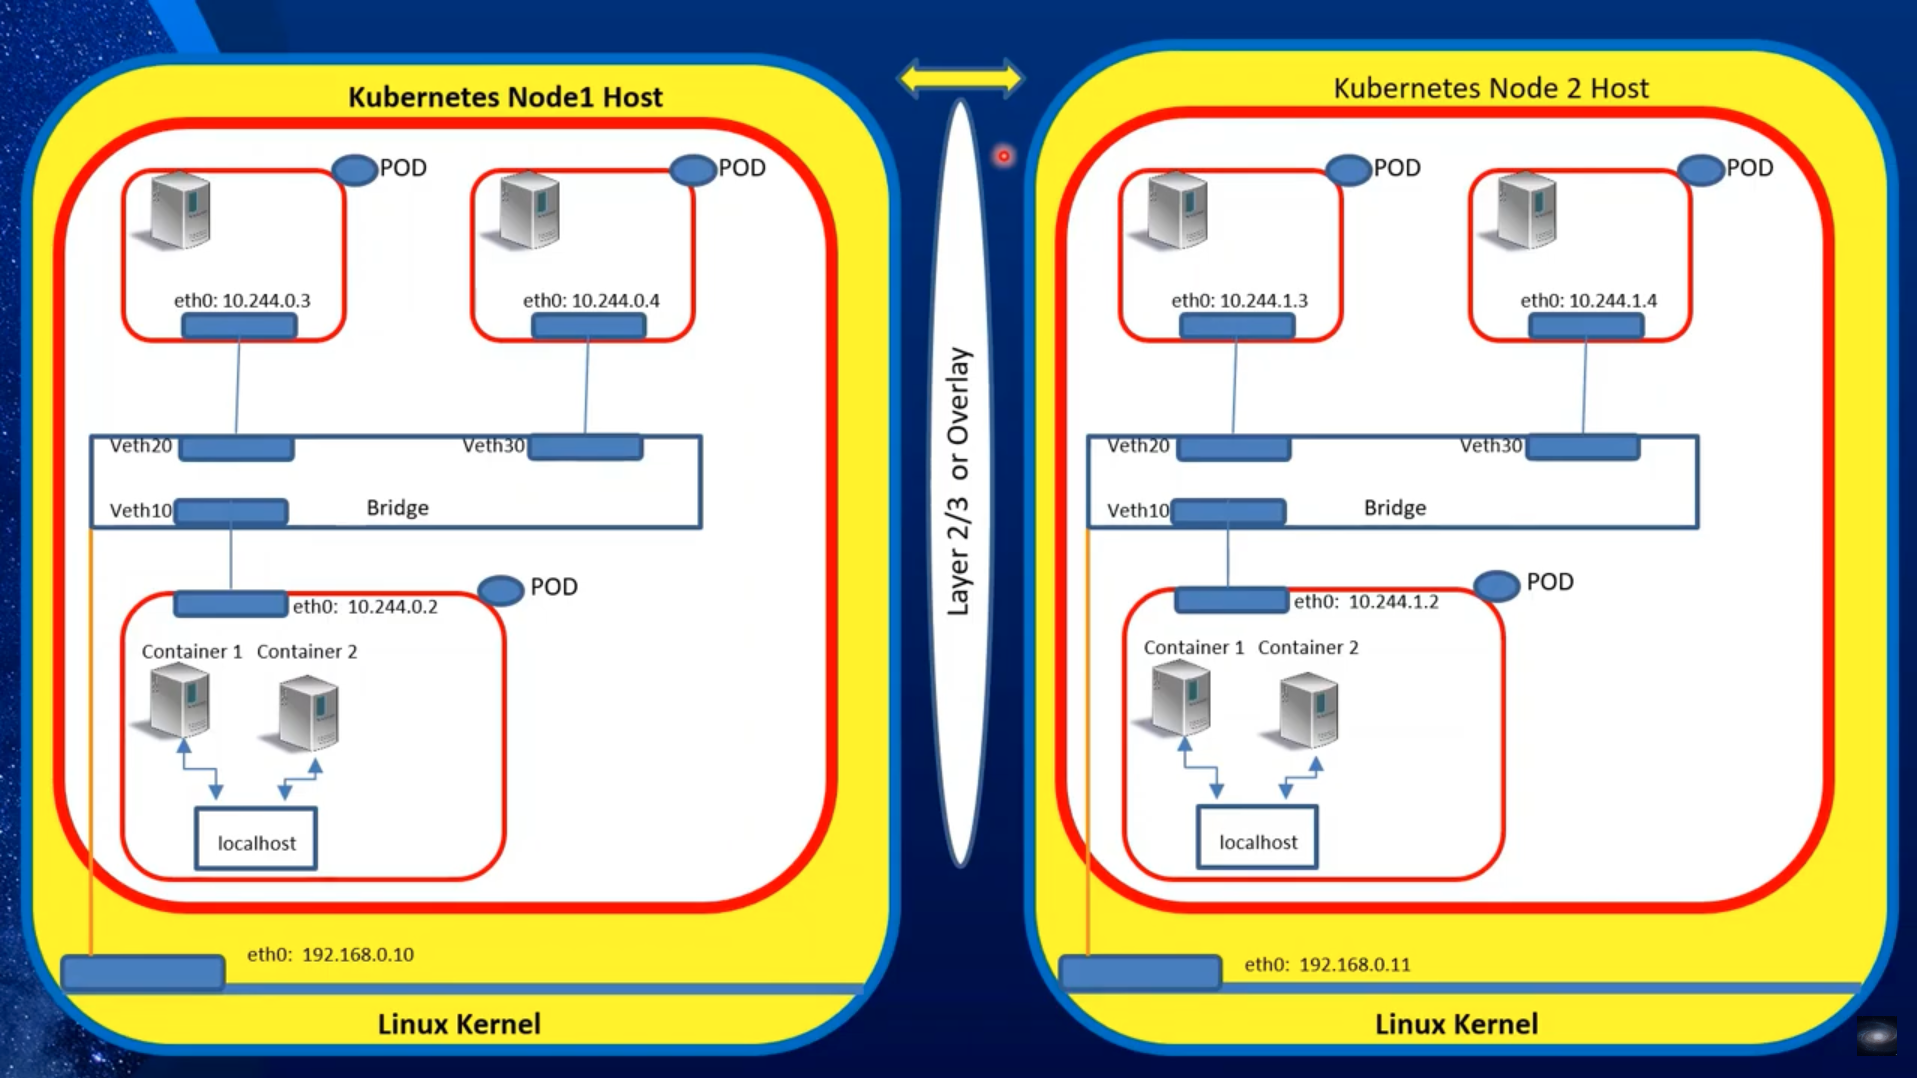 Kubernetes Node1 Host
POD
POD
eth0: 10.244.0.3
eth0: 10.244.0.4
Veth20
Veth30
Veth10
Bridge
POD
eth0: 10.244.0.2
Container 1
Container 2
localhost
eth0: 192.168.0.10
Linux Kernel
Layer 2/3 or Overlay
Kubernetes Node 2 Host
POD
POD
eth0: 10.244.1.3
eth0: 10.244.1.4
Veth20
Veth30
Veth10
Bridge
POD
eth0: 10.244.1.2
Container 1
Container 2
localhost
eth0: 192.168.0.11
Linux Kernel